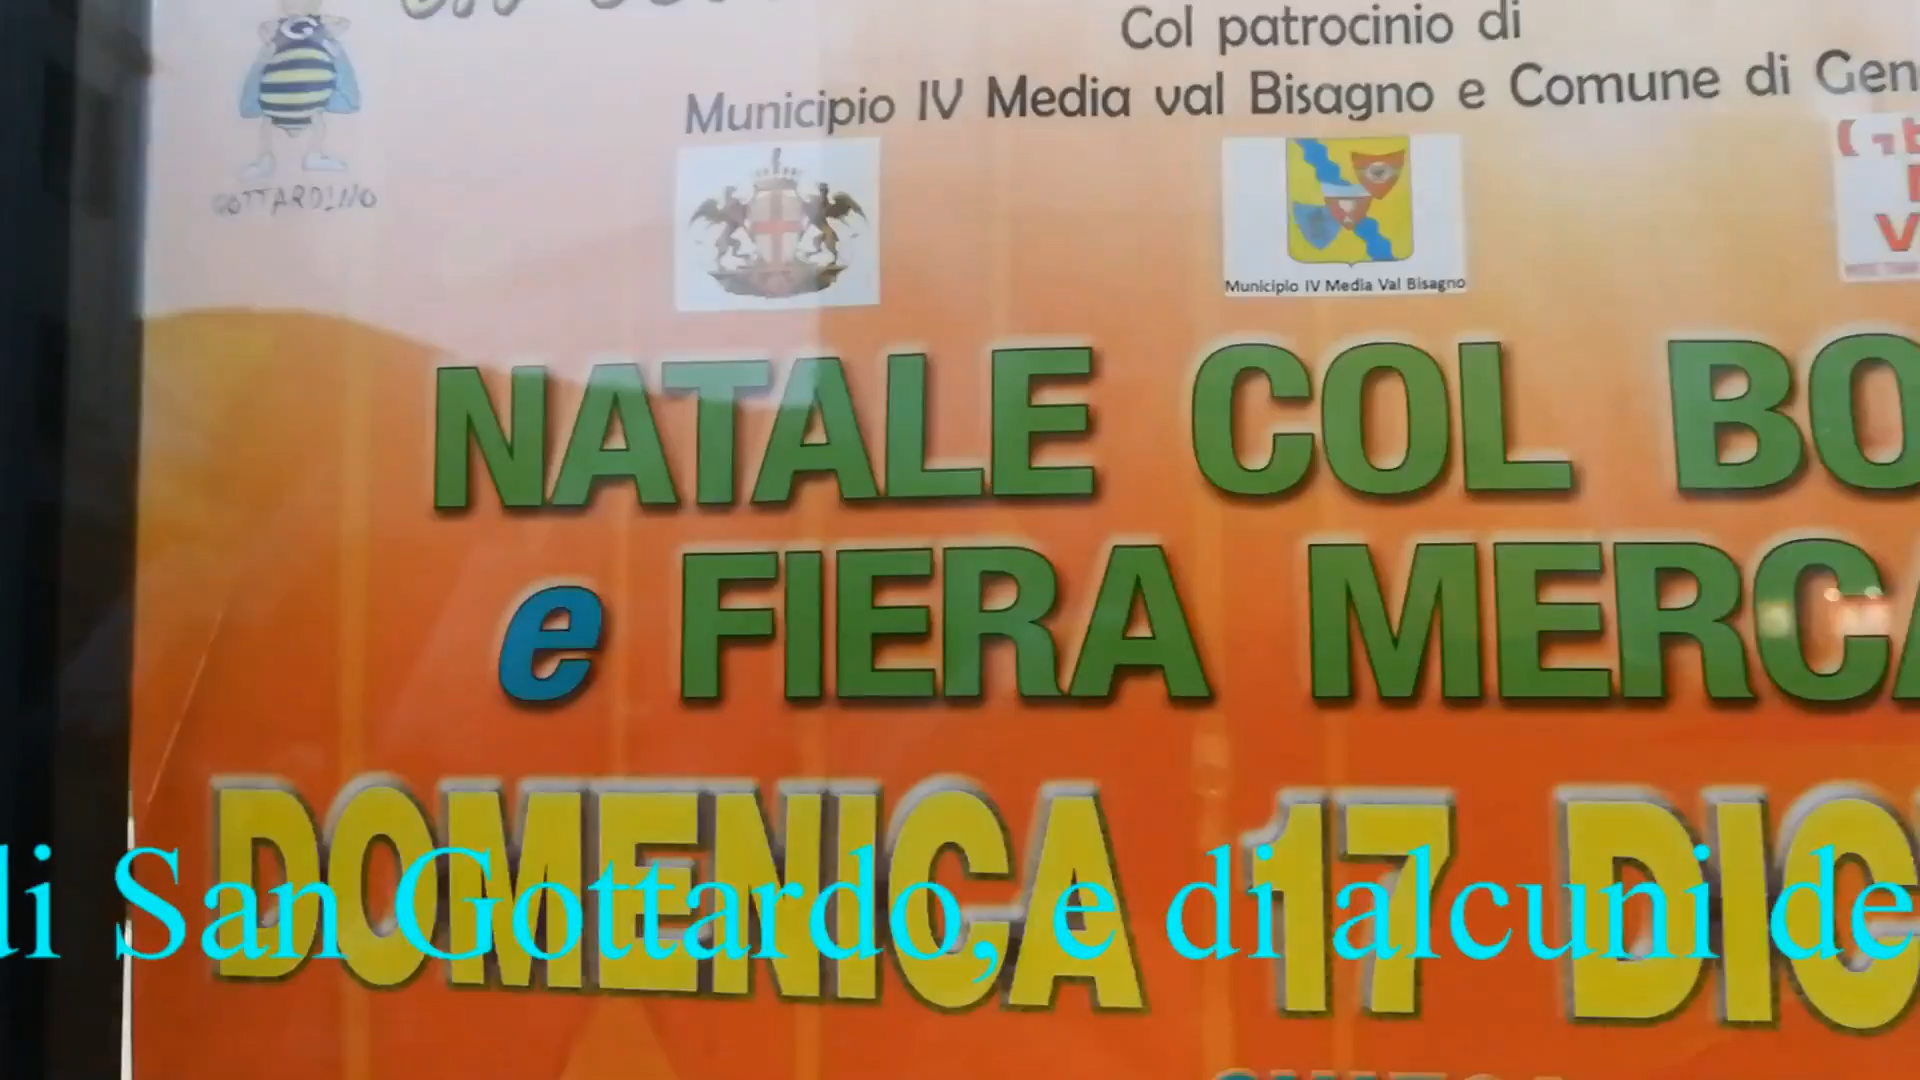 Col patrocinio di
Municipio IV Media val Bisagno e Comune di Gen
GOTTARDINO
Municipio IV Media Val Bisagno
NATALE COL BO
e FIERA MERCA
DOMENICA 17 DIC
di San Gottardo, e di alcuni de